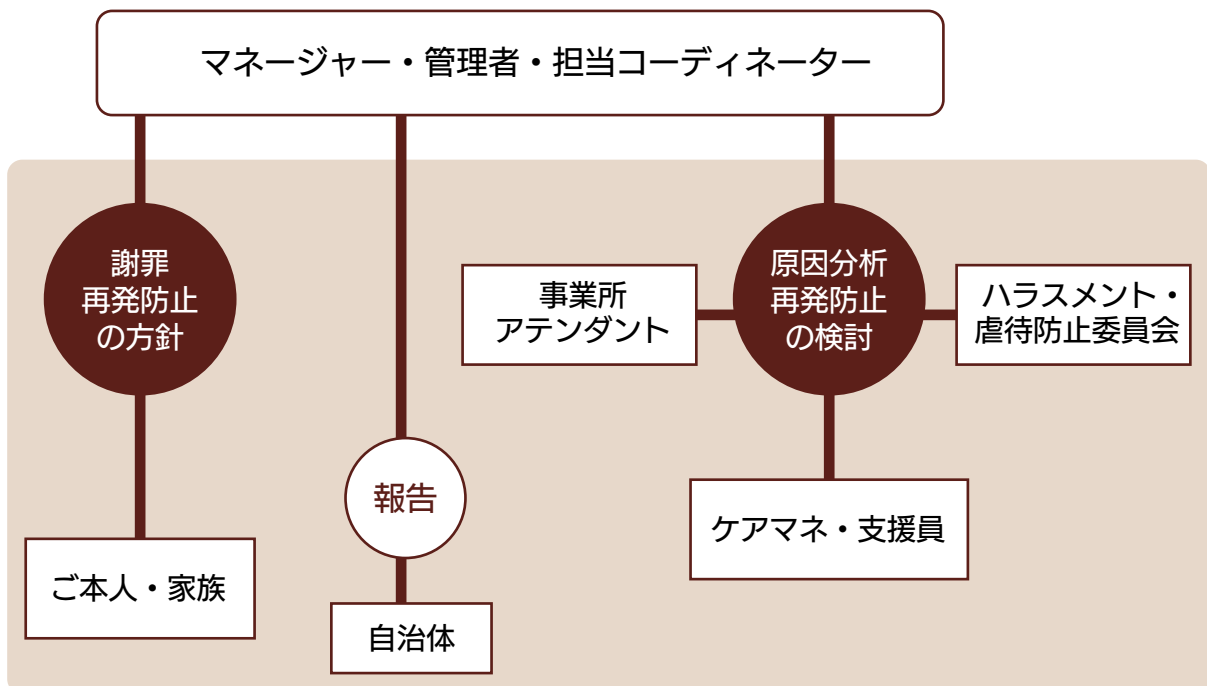 マネージャー・管理者・担当コーディネーター
謝罪
再発防止
の方針
ご本人・家族
報告
自治体
事業所
アテンダント
原因分析
再発防止
の検討
ハラスメント・
虐待防止委員会
ケアマネ・支援員